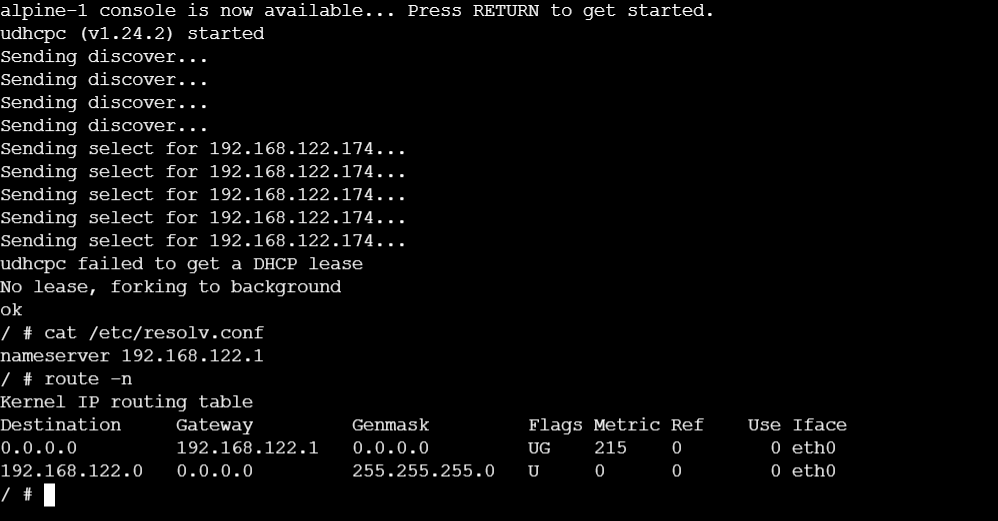 alpine-1 console is now available... Press RETURN to get started.
udhcpc (v1.24.2) started
Sending discover...
Sending discover...
Sending discover...
Sending discover...
Sending select for 192.168.122.174...
Sending select for 192.168.122.174...
Sending select for 192.168.122.174...
Sending select for 192.168.122.174...
Sending select for 192.168.122.174...
udhcpc failed to get a DHCP lease
No lease, forking to background
ok
/ # cat /etc/resolv.conf
nameserver 192.168.122.1
/ # route -n
Kernel IP routing table
Destination     Gateway         Genmask         Flags Metric Ref    Use Iface
0.0.0.0         192.168.122.1   0.0.0.0         UG    215    0        0 eth0
192.168.122.0   0.0.0.0         255.255.255.0   U     0      0        0 eth0
/ #